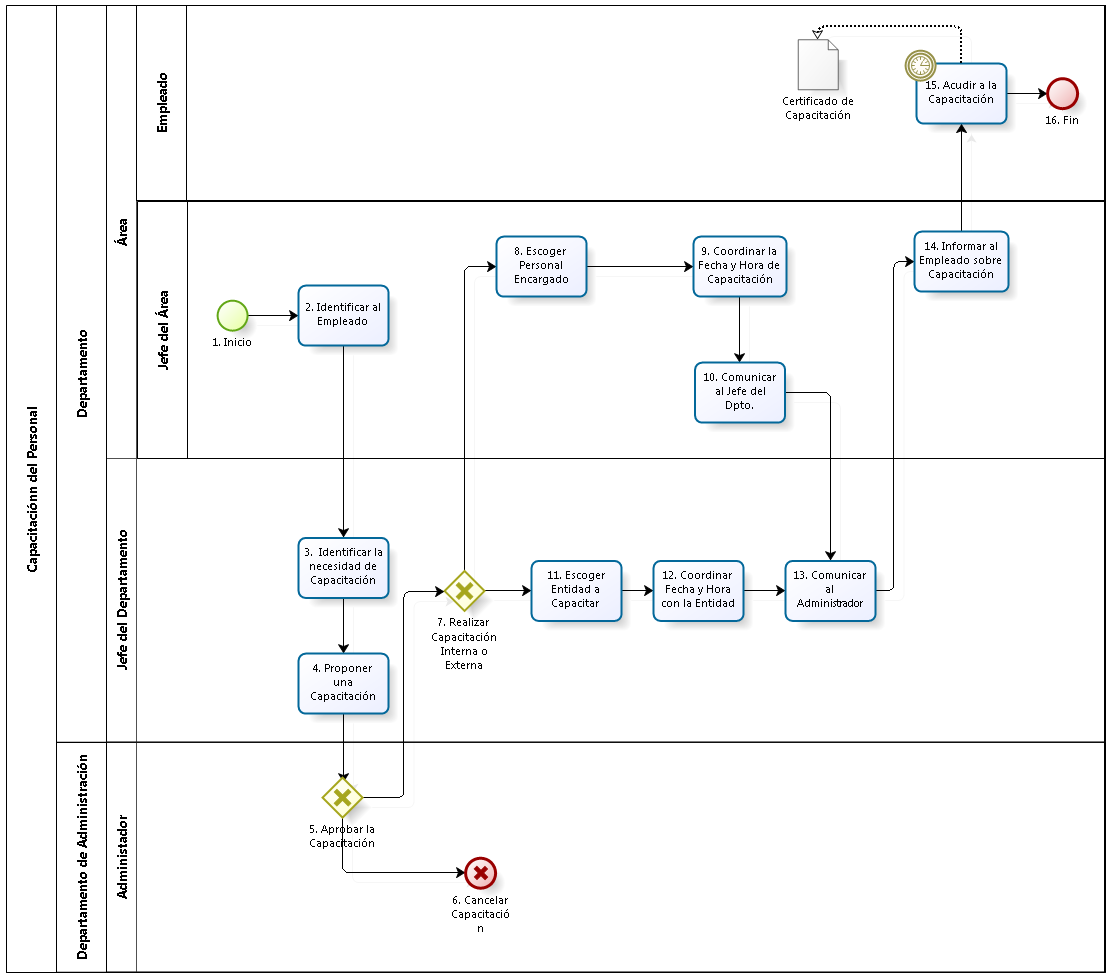 Capacitaciónn del Personal
Departamento
Área
Empleado
Certificado de
Capacitación
15. Acudir a la
Capacitación
16. Fin
Jefe del Área
1. Inicio
2. Identificar al
Empleado
8. Escoger
Personal
Encargado
9. Coordinar la
Fecha y Hora de
Capacitación
10. Comunicar
al Jefe del
Dpto.
14. Informar al
Empleado sobre
Capacitación
Jefe del Departamento
3. Identificar la
necesidad de
Capacitación
4. Proponer
una
Capacitación
7. Realizar
Capacitación
Interna o
Externa
11. Escoger
Entidad a
Capacitar
12. Coordinar
Fecha y Hora
con la Entidad
13. Comunicar
al
Administrador
Departamento de Administración
Administador
5. Aprobar la
Capacitación
6. Cancelar
Capacitació
n